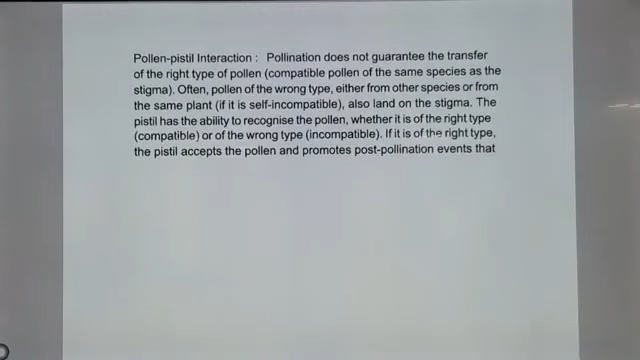 Pollen-pistil Interaction : Pollination does not guarantee the transfer
of the right type of pollen (compatible pollen of the same species as the
stigma). Often, pollen of the wrong type, either from other species or from
the same plant (if it is self-incompatible), also land on the stigma. The
pistil has the ability to recognise the pollen, whether it is of the right type
(compatible) or of the wrong type (incompatible). If it is of the right type,
the pistil accepts the pollen and promotes post-pollination events that